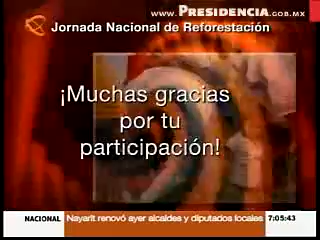 www.PRESIDENCIA.GOB.MX
Jornada Nacional de Reforestación
¡Muchas gracias
por tu
participación!
NACIONAL Nayarit renovó ayer alcaldes y diputados locales 7:05:43